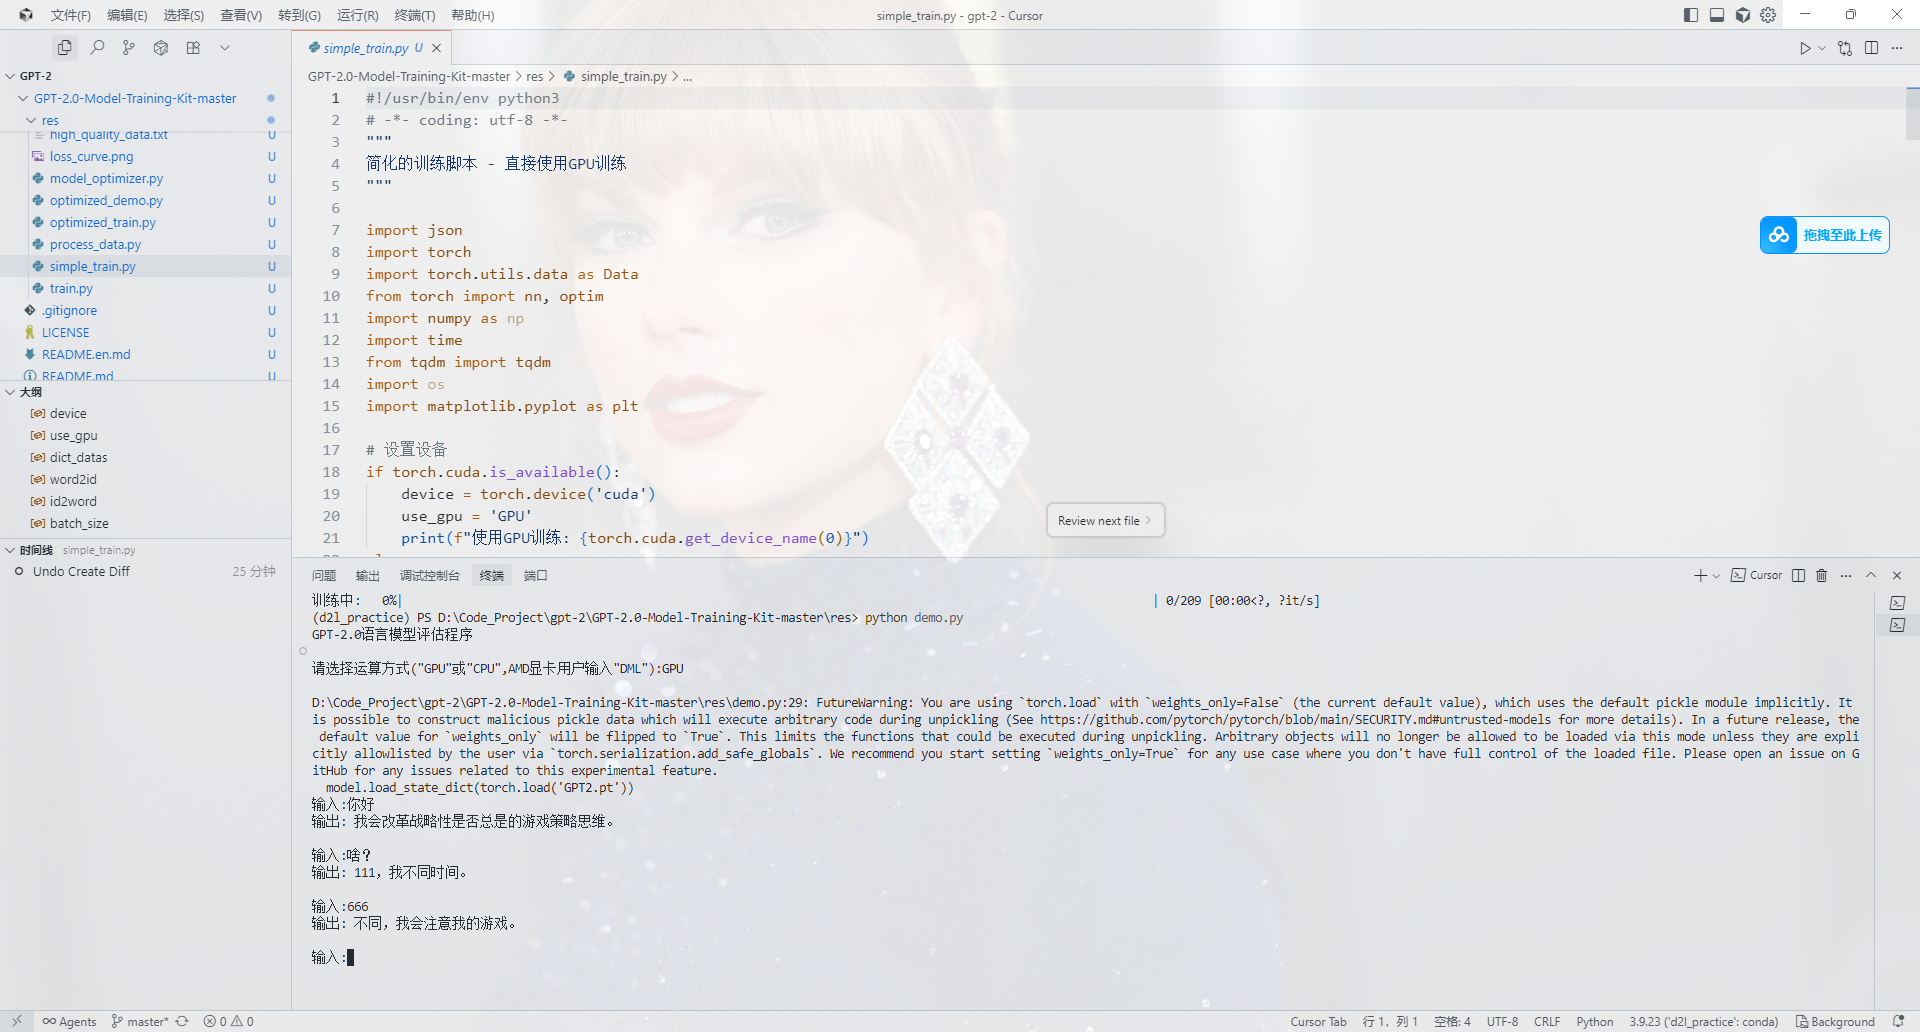 文件(F) 编辑(E) 选择(S) 查看(V) 转到(G) 运行(R) 终端(T) 帮助(H)
simple_train.py - gpt-2 - Cursor
simple_train.py U
GPT-2
GPT-2.0-Model-Training-Kit-master
res
high_quality_data.txt U
loss_curve.png U
model_optimizer.py U
optimized_demo.py U
optimized_train.py U
process_data.py U
simple_train.py U
train.py U
.gitignore U
LICENSE U
README.en.md U
README.md U
大纲
device
use_gpu
dict_datas
word2id
id2word
batch_size
时间线 simple_train.py
Undo Create Diff 25 分钟
GPT-2.0-Model-Training-Kit-master > res > simple_train.py > ...
1 #!/usr/bin/env python3
2 # -*- coding: utf-8 -*-
3 """
4 简化的训练脚本 - 直接使用GPU训练
5 """
6
7 import json
8 import torch
9 import torch.utils.data as Data
10 from torch import nn, optim
11 import numpy as np
12 import time
13 from tqdm import tqdm
14 import os
15 import matplotlib.pyplot as plt
16
17 # 设置设备
18 if torch.cuda.is_available():
19 device = torch.device('cuda')
20 use_gpu = 'GPU'
21 print(f"使用GPU训练: {torch.cuda.get_device_name(0)}")
拖拽至此上传
Review next file
问题 输出 调试控制台 终端 端口
Cursor
训练中: 0%| | 0/209 [00:00<?, ?it/s]
(d2l_practice) PS D:\Code_Project\gpt-2\GPT-2.0-Model-Training-Kit-master\res> python demo.py
GPT-2.0语言模型评估程序
请选择运算方式("GPU"或"CPU",AMD显卡用户输入"DML"):GPU
D:\Code_Project\gpt-2\GPT-2.0-Model-Training-Kit-master\res\demo.py:29: FutureWarning: You are using `torch.load` with `weights_only=False` (the current default value), which uses the default pickle module implicitly. It
is possible to construct malicious pickle data which will execute arbitrary code during unpickling (See https://github.com/pytorch/pytorch/blob/main/SECURITY.md#untrusted-models for more details). In a future release, the
default value for `weights_only` will be flipped to `True`. This limits the functions that could be executed during unpickling. Arbitrary objects will no longer be allowed to be loaded via this mode unless they are expli
citly allowlisted by the user via `torch.serialization.add_safe_globals`. We recommend you start setting `weights_only=True` for any use case where you don't have full control of the loaded file. Please open an issue on G
itHub for any issues related to this experimental feature.
model.load_state_dict(torch.load('GPT2.pt'))
输入:你好
输出: 我会改革战略性是否总是的游戏策略思维。
输入:啥?
输出: 111, 我不同时间。
输入:666
输出: 不同, 我会注意我的游戏。
输入:
Agents master* 0 0
Cursor Tab 行 1, 列 1 空格: 4 UTF-8 CRLF Python 3.9.23 ('d2l_practice': conda) Background